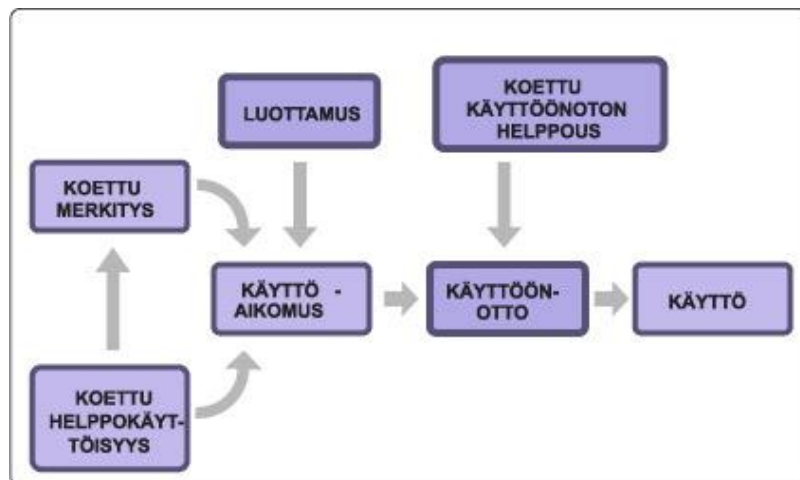 LUOTTAMUS
KOETTU
KÄYTTÖÖNOTON
HELPPOUS
KOETTU
MERKITYS
KÄYTTÖ -
AIKOMUS
KÄYTTÖÖN-
OTTO
KÄYTTÖ
KOETTU
HELPPOKÄYT-
TÖISYYS